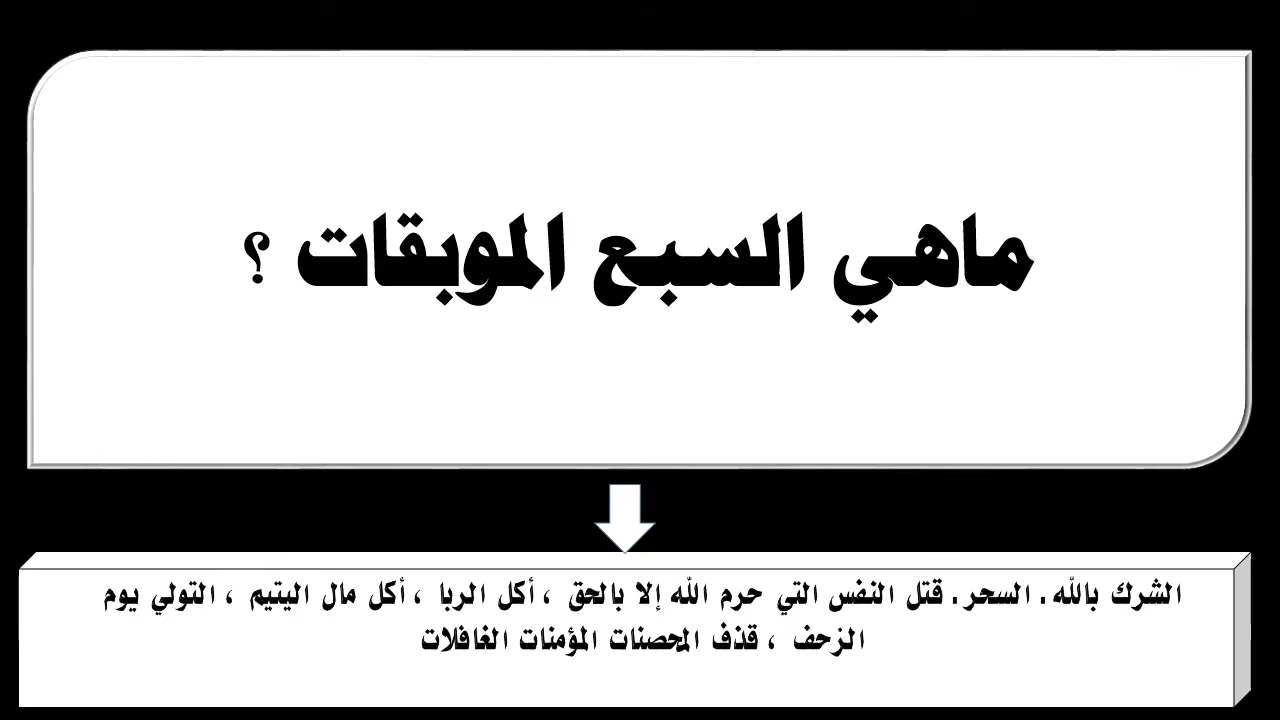 ماهي السبع الموبقات ؟
الشرك بالله . السحر . قتل النفس التي حرم الله إلا بالحق ، أكل الربا ، أكل مال اليتيم ، التولي يوم
الزحف ، قذف المحصنات المؤمنات الغافلات